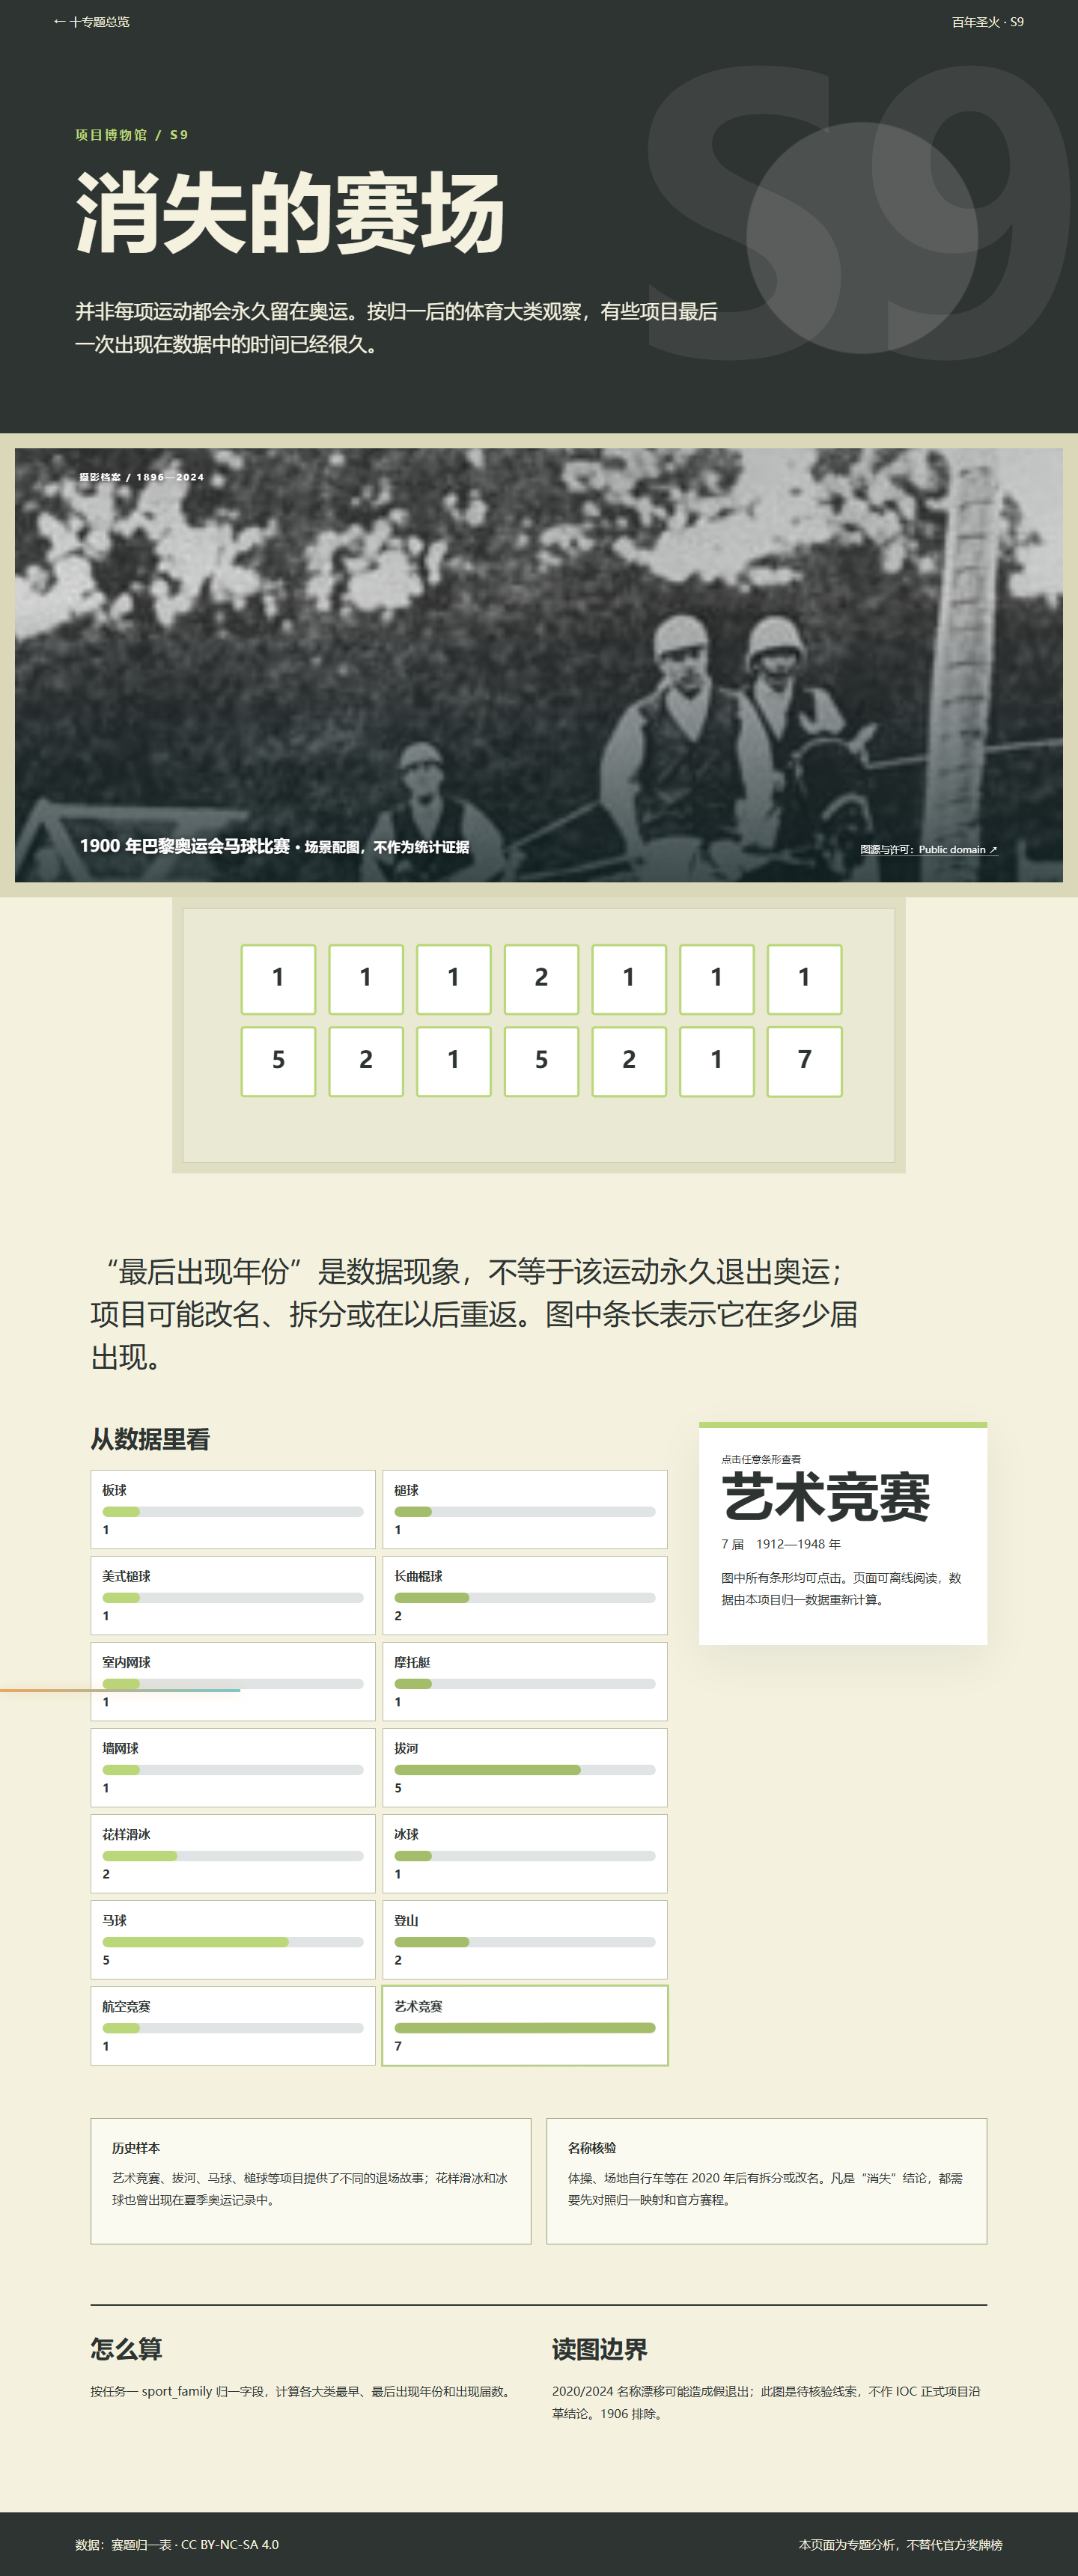 ← 十专题总览
百年圣火 · S9
项目博物馆 / S9
S9
消失的赛场
并非每项运动都会永久留在奥运。按归一后的体育大类观察，有些项目最后
一次出现在数据中的时间已经很久。
摄影档案 / 1896—2024
1900 年巴黎奥运会马球比赛 · 场景配图，不作为统计证据
图源与许可：Public domain ↗
1 1 1 2 1 1 1
5 2 1 5 2 1 7
“最后出现年份”是数据现象，不等于该运动永久退出奥运；
项目可能改名、拆分或在以后重返。图中条长表示它在多少届
出现。
从数据里看
板球
1
槌球
1
美式槌球
1
长曲棍球
2
室内网球
1
摩托艇
1
墙网球
1
拔河
5
花样滑冰
2
冰球
1
马球
5
登山
2
航空竞赛
1
艺术竞赛
7
点击任意条形查看
艺术竞赛
7 届 1912—1948 年
图中所有条形均可点击。页面可离线阅读，数
据由本项目归一数据重新计算。
历史样本
艺术竞赛、拔河、马球、槌球等项目提供了不同的退场故事；花样滑冰和冰
球也曾出现在夏季奥运记录中。
名称核验
体操、场地自行车等在 2020 年后有拆分或改名。凡是“消失”结论，都需
要先对照归一映射和官方赛程。
怎么算
按任务一 sport_family 归一字段，计算各大类最早、最后出现年份和出现届数。
读图边界
2020/2024 名称漂移可能造成假退出；此图是待核验线索，不作 IOC 正式项目沿
革结论。1906 排除。
数据：赛题归一表 · CC BY-NC-SA 4.0
本页面为专题分析，不替代官方奖牌榜